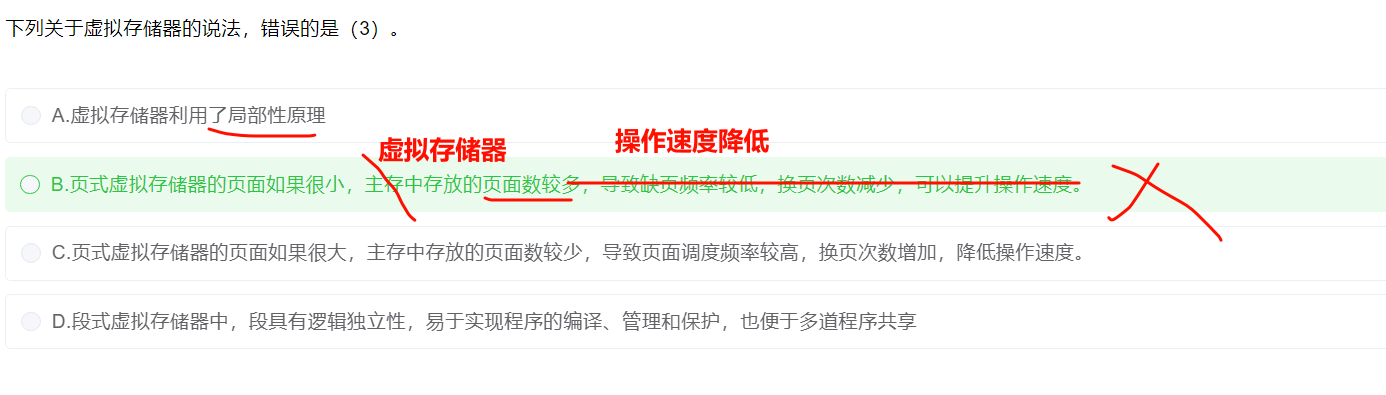 下列关于虚拟存储器的说法，错误的是（3）。
A.虚拟存储器利用了局部性原理
虚拟存储器 操作速度降低
B.页式虚拟存储器的页面如果很小，主存中存放的页面数较多，导致缺页频率较低，换页次数减少，可以提升操作速度。
C.页式虚拟存储器的页面如果很大，主存中存放的页面数较少，导致页面调度频率较高，换页次数增加，降低操作速度。
D.段式虚拟存储器中，段具有逻辑独立性，易于实现程序的编译、管理和保护，也便于多道程序共享